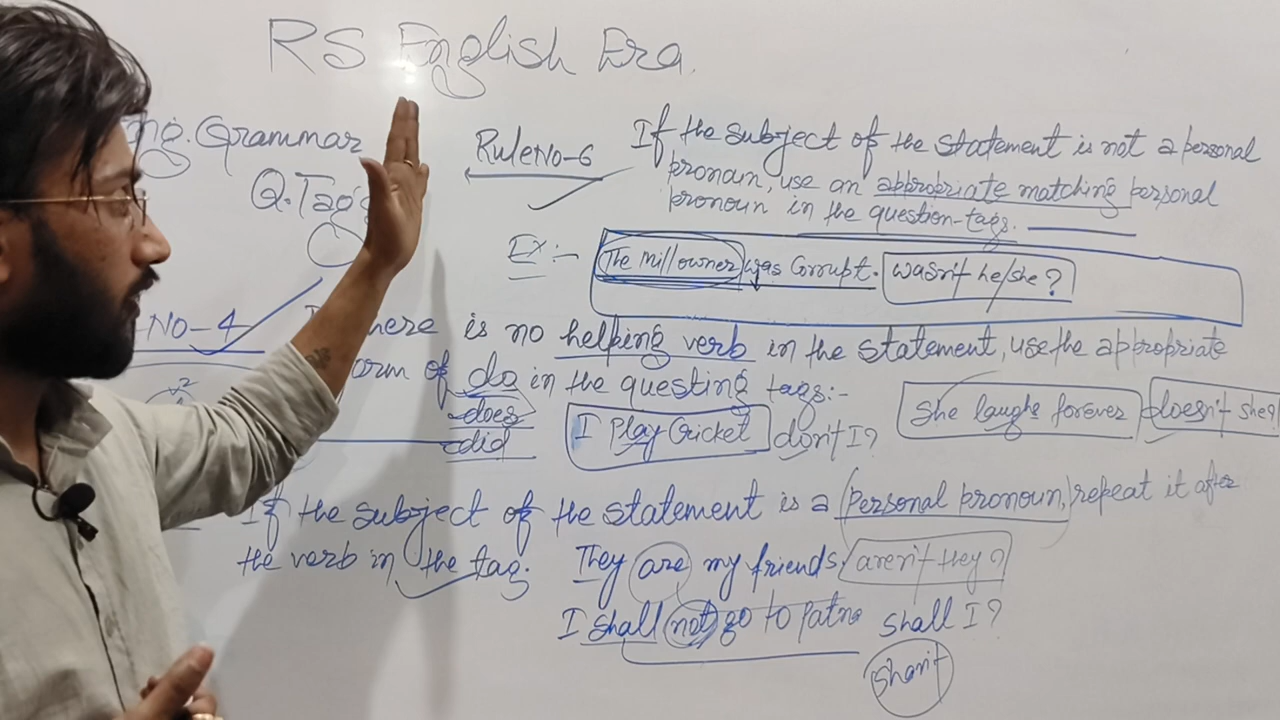 RS English Era
ng. Grammar
Q. Tag's
Rule No-6
If the subject of the statement is not a personal
pronoun, use an appropriate matching personal
pronoun in the question-tags.
Ex:-
The mill owner was Corrupt. wasn't he/she?
No-4
here is no helping verb in the statement, use the appropriate
orm of do in the questing tags:-
does
did
I Play Cricket don't I?
She laughs forever doesn't she?
If the subject of the statement is a (personal pronoun,) repeat it after
the verb in the tag.
They are my friends, aren't they?
I shall not go to Patna shall I?
Shan't